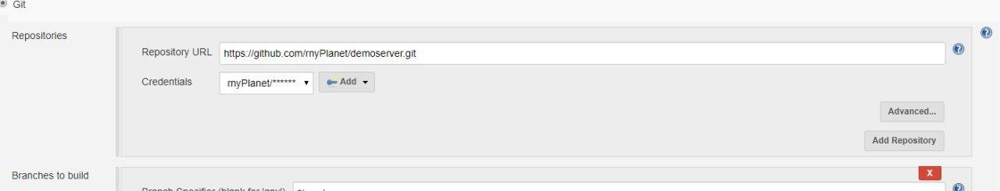 Git
Repositories
Repository URL https://github.com/rnyPlanet/demoserver.git
Credentials rnyPlanet/****** Add
Advanced...
Add Repository
Branches to build X
Branch Specifier (blank for 'any')